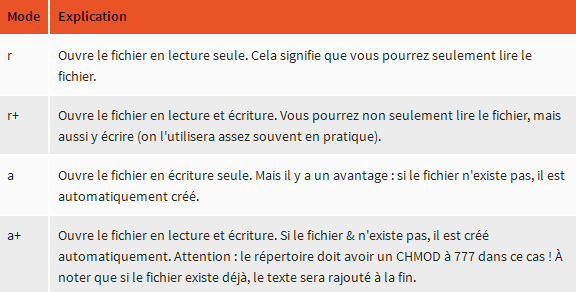 Mode Explication
r Ouvre le fichier en lecture seule. Cela signifie que vous pourrez seulement lire le
fichier.
r+ Ouvre le fichier en lecture et écriture. Vous pourrez non seulement lire le fichier, mais
aussi y écrire (on l'utilisera assez souvent en pratique).
a Ouvre le fichier en écriture seule. Mais il y a un avantage : si le fichier n'existe pas, il est
automatiquement créé.
a+ Ouvre le fichier en lecture et écriture. Si le fichier & n'existe pas, il est créé
automatiquement. Attention : le répertoire doit avoir un CHMOD à 777 dans ce cas ! À
noter que si le fichier existe déjà, le texte sera rajouté à la fin.